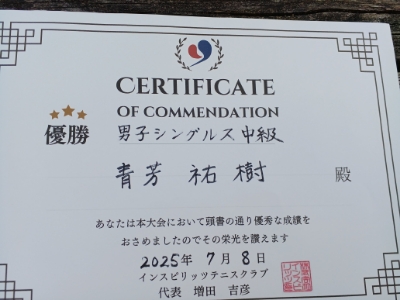 CERTIFICATE
OF COMMENDATION
優勝 男子シングルス中級
青芳 祐樹 殿
あなたは本大会において頭書の通り優秀な成績を
おさめましたのでその栄光を讃えます
2025年 7月 8日
インスピリッツテニスクラブ
代表 増田 吉彦